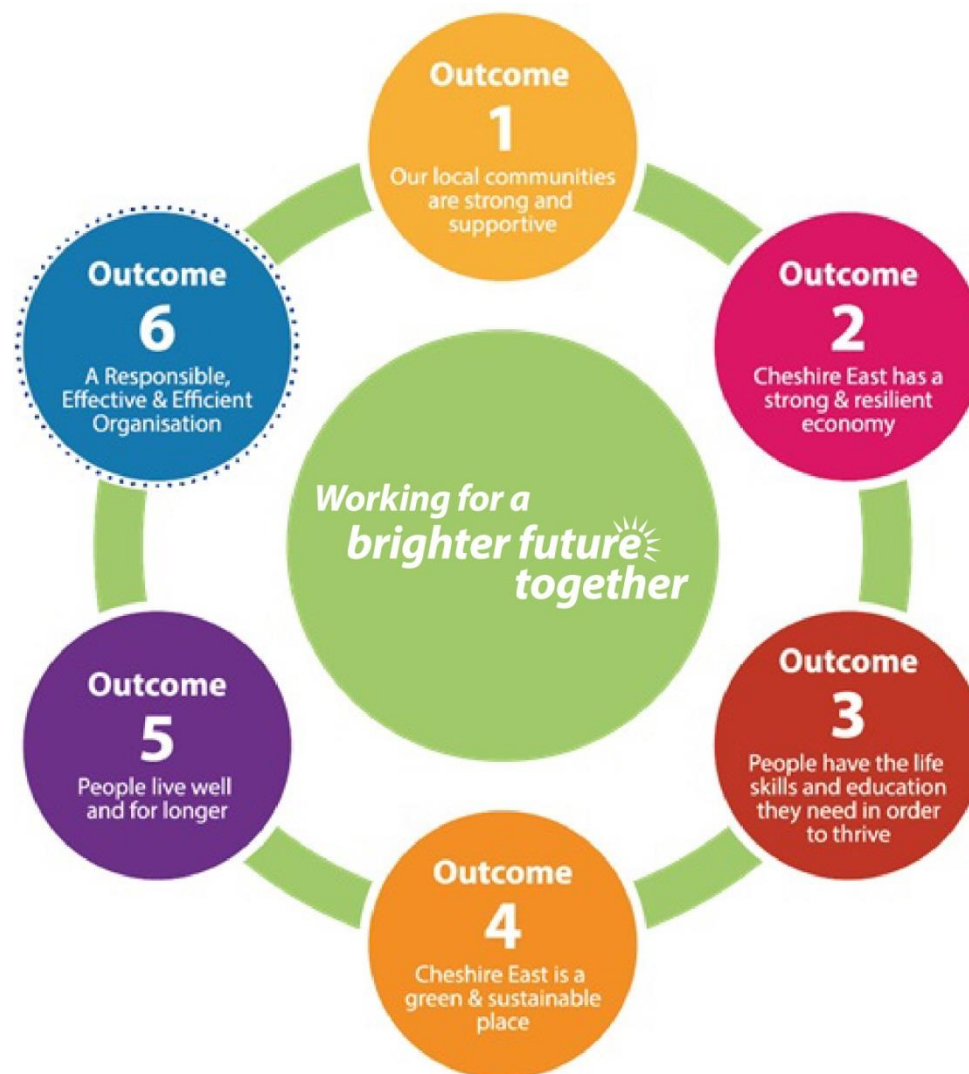 Outcome
1
Our local communities
are strong and
supportive
Outcome
2
Cheshire East has a
strong & resilient
economy
Outcome
3
People have the life
skills and education
they need in order
to thrive
Outcome
4
Cheshire East is a
green & sustainable
place
Outcome
5
People live well
and for longer
Outcome
6
A Responsible,
Effective & Efficient
Organisation
Working for a
brighter future
together